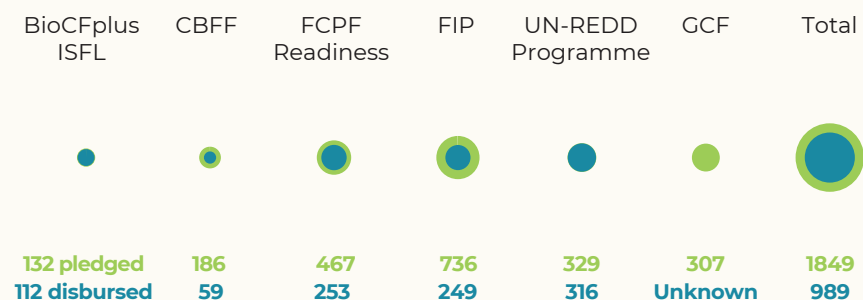 BioCFplus
ISFL
CBFF
FCPF
Readiness
FIP
UN-REDD
Programme
GCF
Total
132 pledged
186
467
736
329
307
1849
112 disbursed
59
253
249
316
Unknown
989